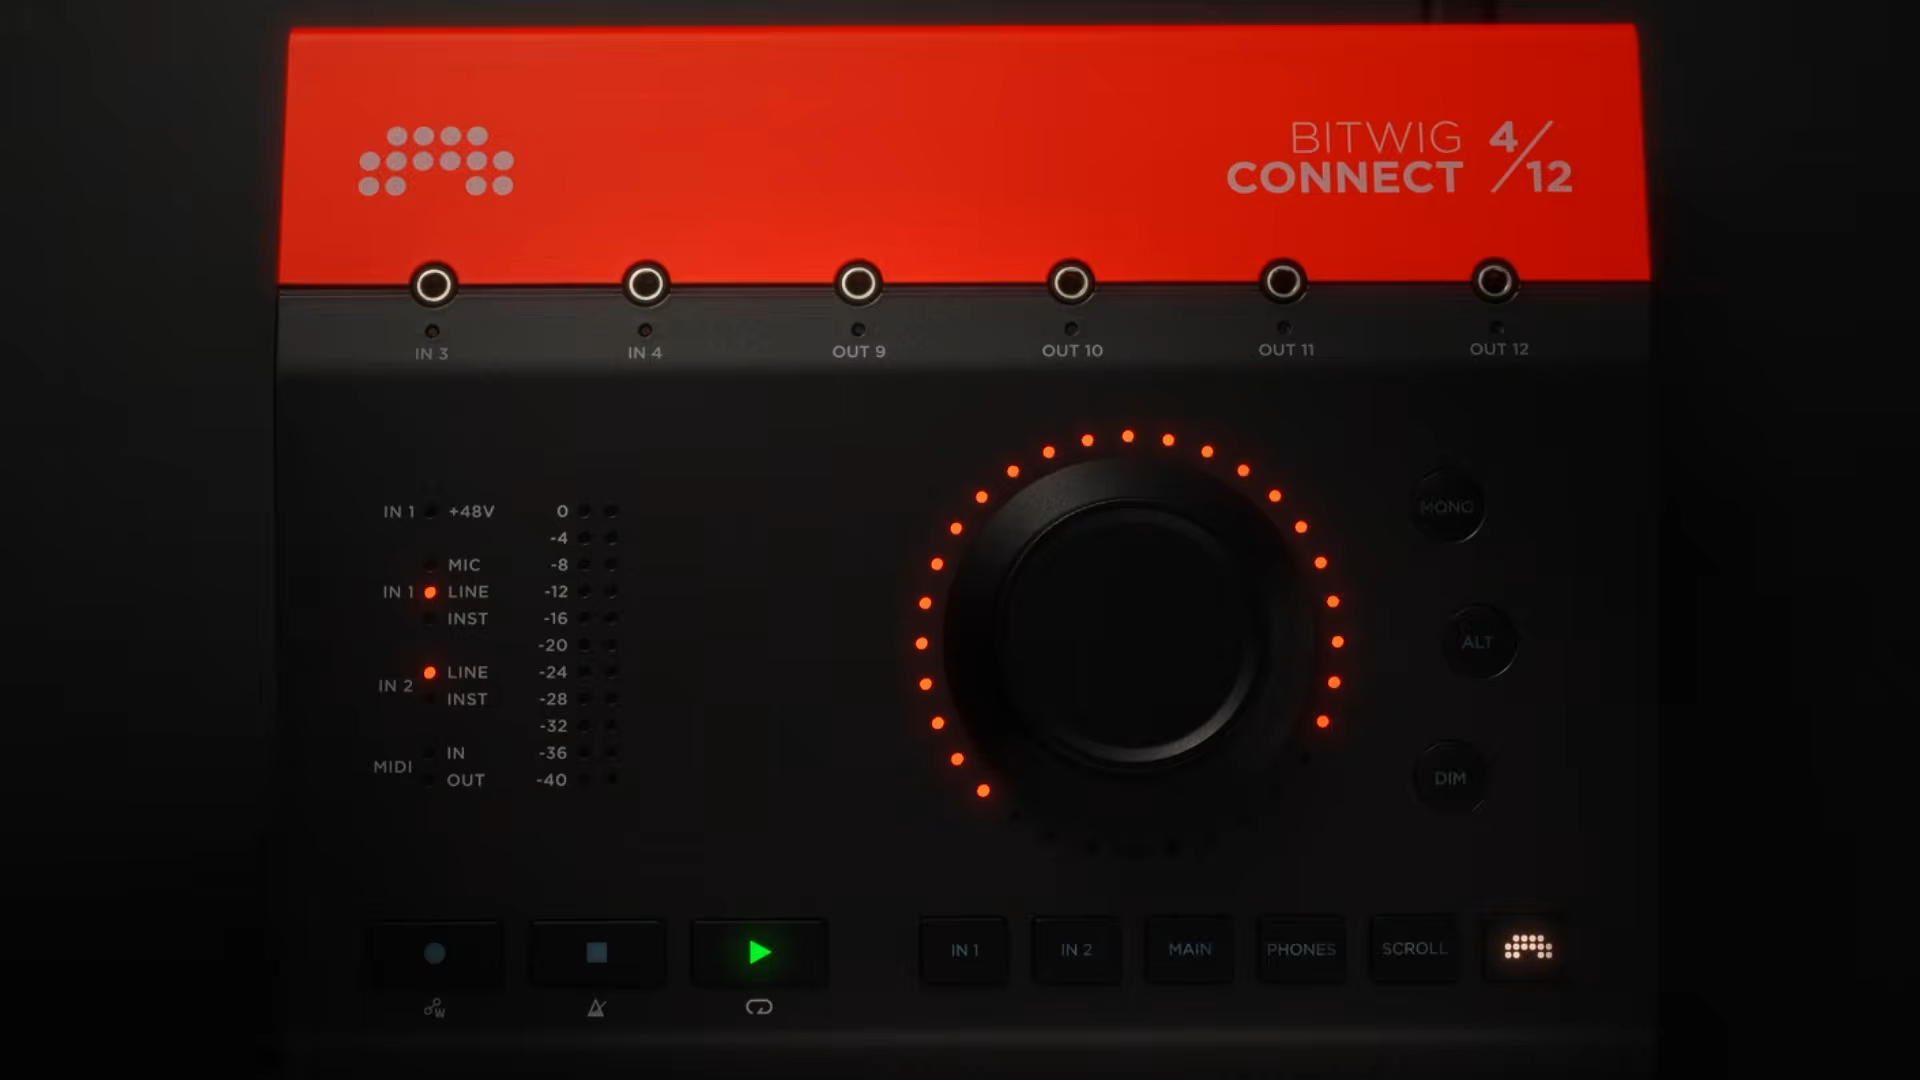 BITWIG 4/12
CONNECT
IN 3 IN 4 OUT 9 OUT 10 OUT 11 OUT 12
IN 1 +48V 0
-4
MIC -8
IN 1 LINE -12
INST -16
-20
LINE -24
IN 2
INST -28
-32
IN -36
MIDI
OUT -40
MONO
ALT
DIM
IN 1 IN 2 MAIN PHONES SCROLL
W